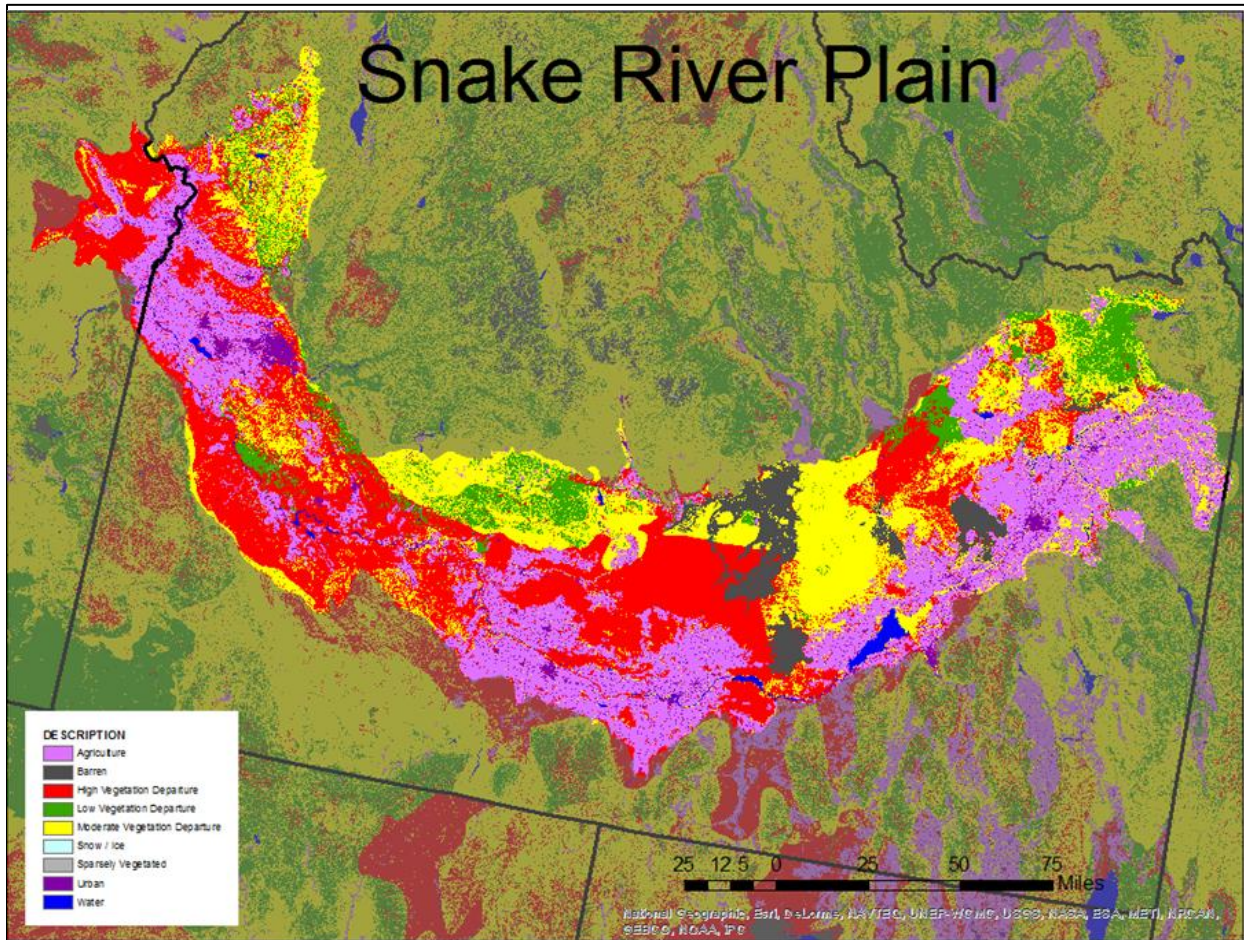 Snake River Plain
DESCRIPTION
Agriculture
Barren
High Vegetation Departure
Low Vegetation Departure
Moderate Vegetation Departure
Snow / Ice
Sparsely Vegetated
Urban
Water
25 12.5 0 25 50 75
Miles
National Geographic, Esri, DeLorme, NAVTEQ, UNEP-WCMC, USGS, NASA, ESA, METI, NRCAN,
GEBCO, NOAA, IPC